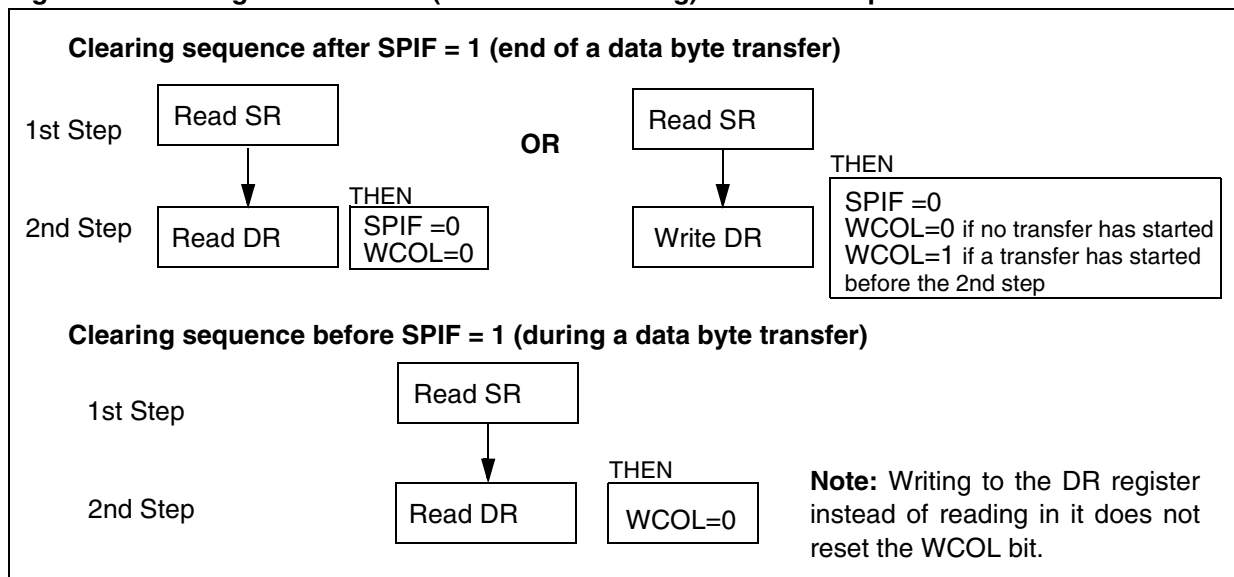 Clearing sequence after SPIF = 1 (end of a data byte transfer)
1st Step
Read SR
OR
Read SR
THEN
2nd Step
Read DR
THEN
SPIF =0
WCOL=0
Write DR
SPIF =0
WCOL=0 if no transfer has started
WCOL=1 if a transfer has started
before the 2nd step
Clearing sequence before SPIF = 1 (during a data byte transfer)
1st Step
Read SR
2nd Step
Read DR
THEN
WCOL=0
Note: Writing to the DR register
instead of reading in it does not
reset the WCOL bit.